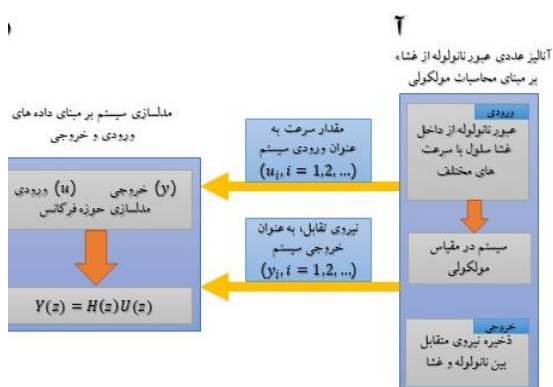 آ
آنالیز عددی عبور نانولوله از غشاء
بر مبنای محاسبات مولکولی
ورودی
عبور نانولوله از داخل
غشا سلول با سرعت
های مختلف
سیستم در مقیاس
مولکولی
خروجی
ذخیره نیروی متقابل
بین نانولوله و غشا
مقدار سرعت به
عنوان ورودی سیستم
(uᵢ, i = 1,2, ...)
نیروی تقابل، به عنوان
خروجی سیستم
(yᵢ, i = 1,2, ...)
مدلسازی سیستم بر مبنای داده های
ورودی و خروجی
(y) خروجی (u) ورودی
مدلسازی حوزه فرکانس
Y(z) = H(z)U(z)